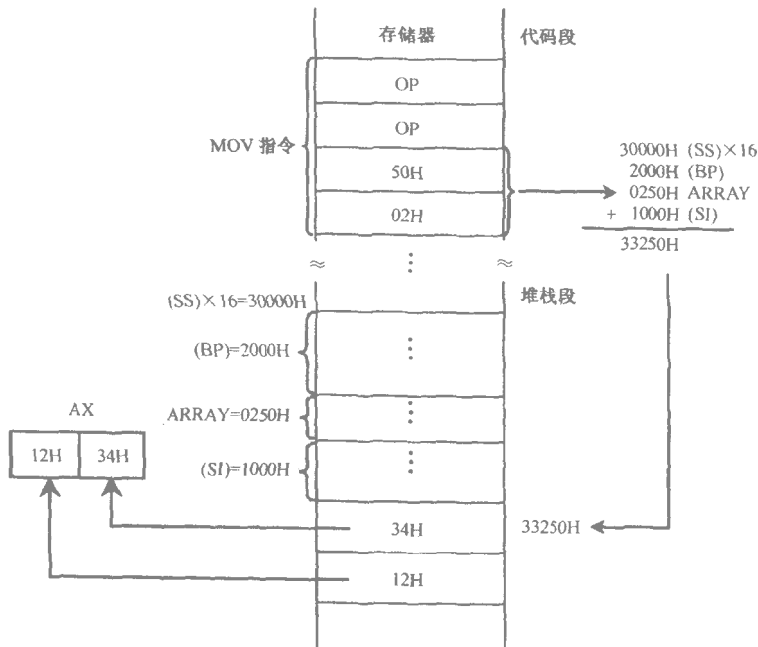 存储器
代码段
OP
OP
MOV 指令
50H
02H
30000H (SS)×16
2000H (BP)
0250H ARRAY
+ 1000H (SI)
33250H
≈ ⋮ ≈
堆栈段
(SS)×16=30000H
(BP)=2000H
⋮
ARRAY=0250H
⋮
(SI)=1000H
⋮
AX
12H 34H
34H
33250H
12H